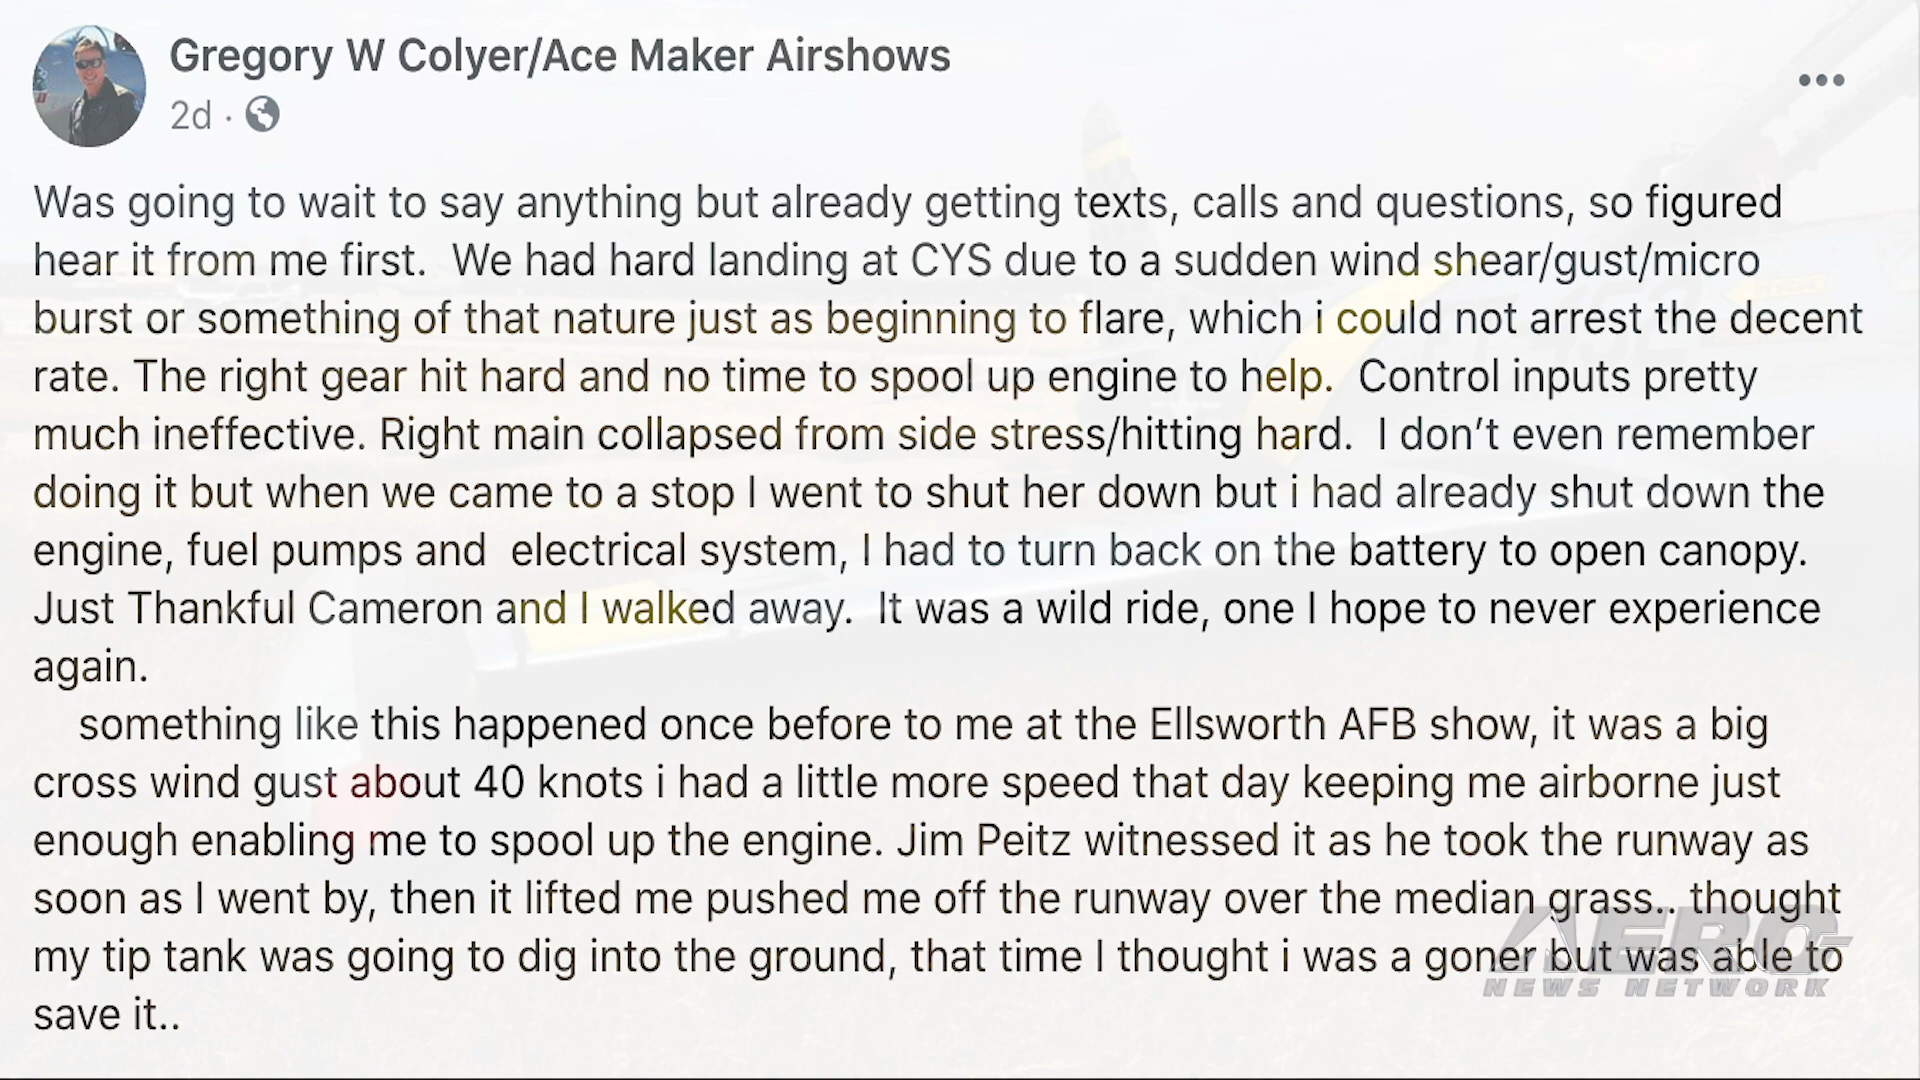 Gregory W Colyer/Ace Maker Airshows
2d ·
Was going to wait to say anything but already getting texts, calls and questions, so figured
hear it from me first.  We had hard landing at CYS due to a sudden wind shear/gust/micro
burst or something of that nature just as beginning to flare, which i could not arrest the decent
rate. The right gear hit hard and no time to spool up engine to help.  Control inputs pretty
much ineffective. Right main collapsed from side stress/hitting hard.  I don’t even remember
doing it but when we came to a stop I went to shut her down but i had already shut down the
engine, fuel pumps and  electrical system, I had to turn back on the battery to open canopy.
Just Thankful Cameron and I walked away.  It was a wild ride, one I hope to never experience
again.
something like this happened once before to me at the Ellsworth AFB show, it was a big
cross wind gust about 40 knots i had a little more speed that day keeping me airborne just
enough enabling me to spool up the engine. Jim Peitz witnessed it as he took the runway as
soon as I went by, then it lifted me pushed me off the runway over the median grass.. thought
my tip tank was going to dig into the ground, that time I thought i was a goner but was able to
save it..
AERO
NEWS NETWORK